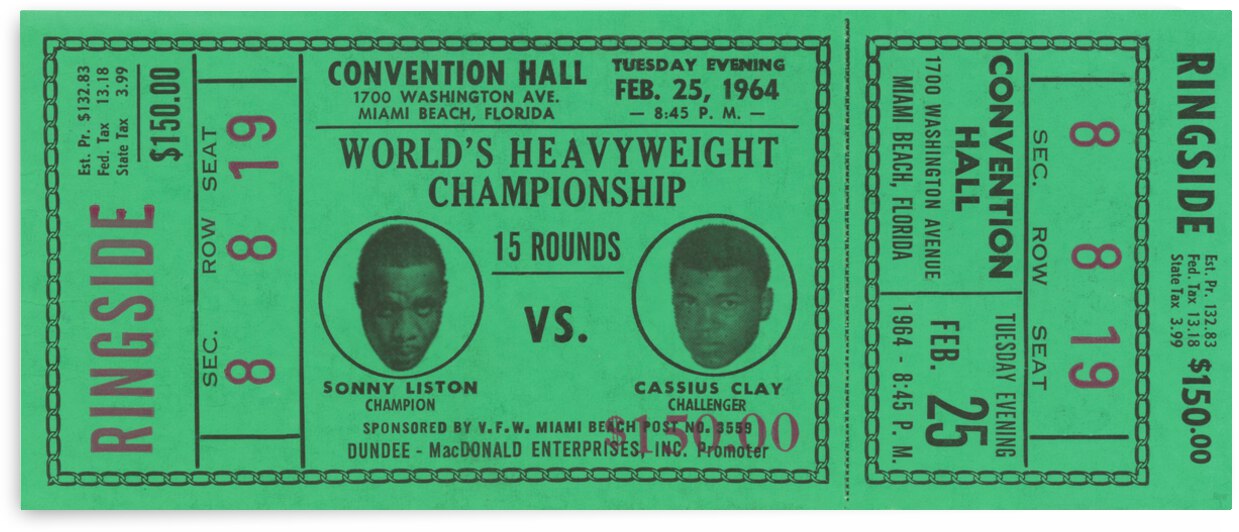 Est. Pr. $132.83
Fed. Tax 13.18
State Tax 3.99
$150.00
RINGSIDE
SEC. ROW SEAT
8 8 19
CONVENTION HALL
1700 WASHINGTON AVE.
MIAMI BEACH, FLORIDA
TUESDAY EVENING
FEB. 25, 1964
— 8:45 P. M. —
WORLD'S HEAVYWEIGHT
CHAMPIONSHIP
15 ROUNDS
VS.
SONNY LISTON
CHAMPION
CASSIUS CLAY
CHALLENGER
SPONSORED BY V.F.W. MIAMI BEACH POST NO. 3559
DUNDEE - MacDONALD ENTERPRISES, INC. Promoter
$150.00
RINGSIDE
Est. Pr. 132.83
Fed. Tax 13.18
State Tax 3.99
$150.00
8 8 19
SEC. ROW SEAT
CONVENTION
HALL
1700 WASHINGTON AVENUE
MIAMI BEACH, FLORIDA
TUESDAY EVENING
FEB. 25
1964 - 8:45 P. M.